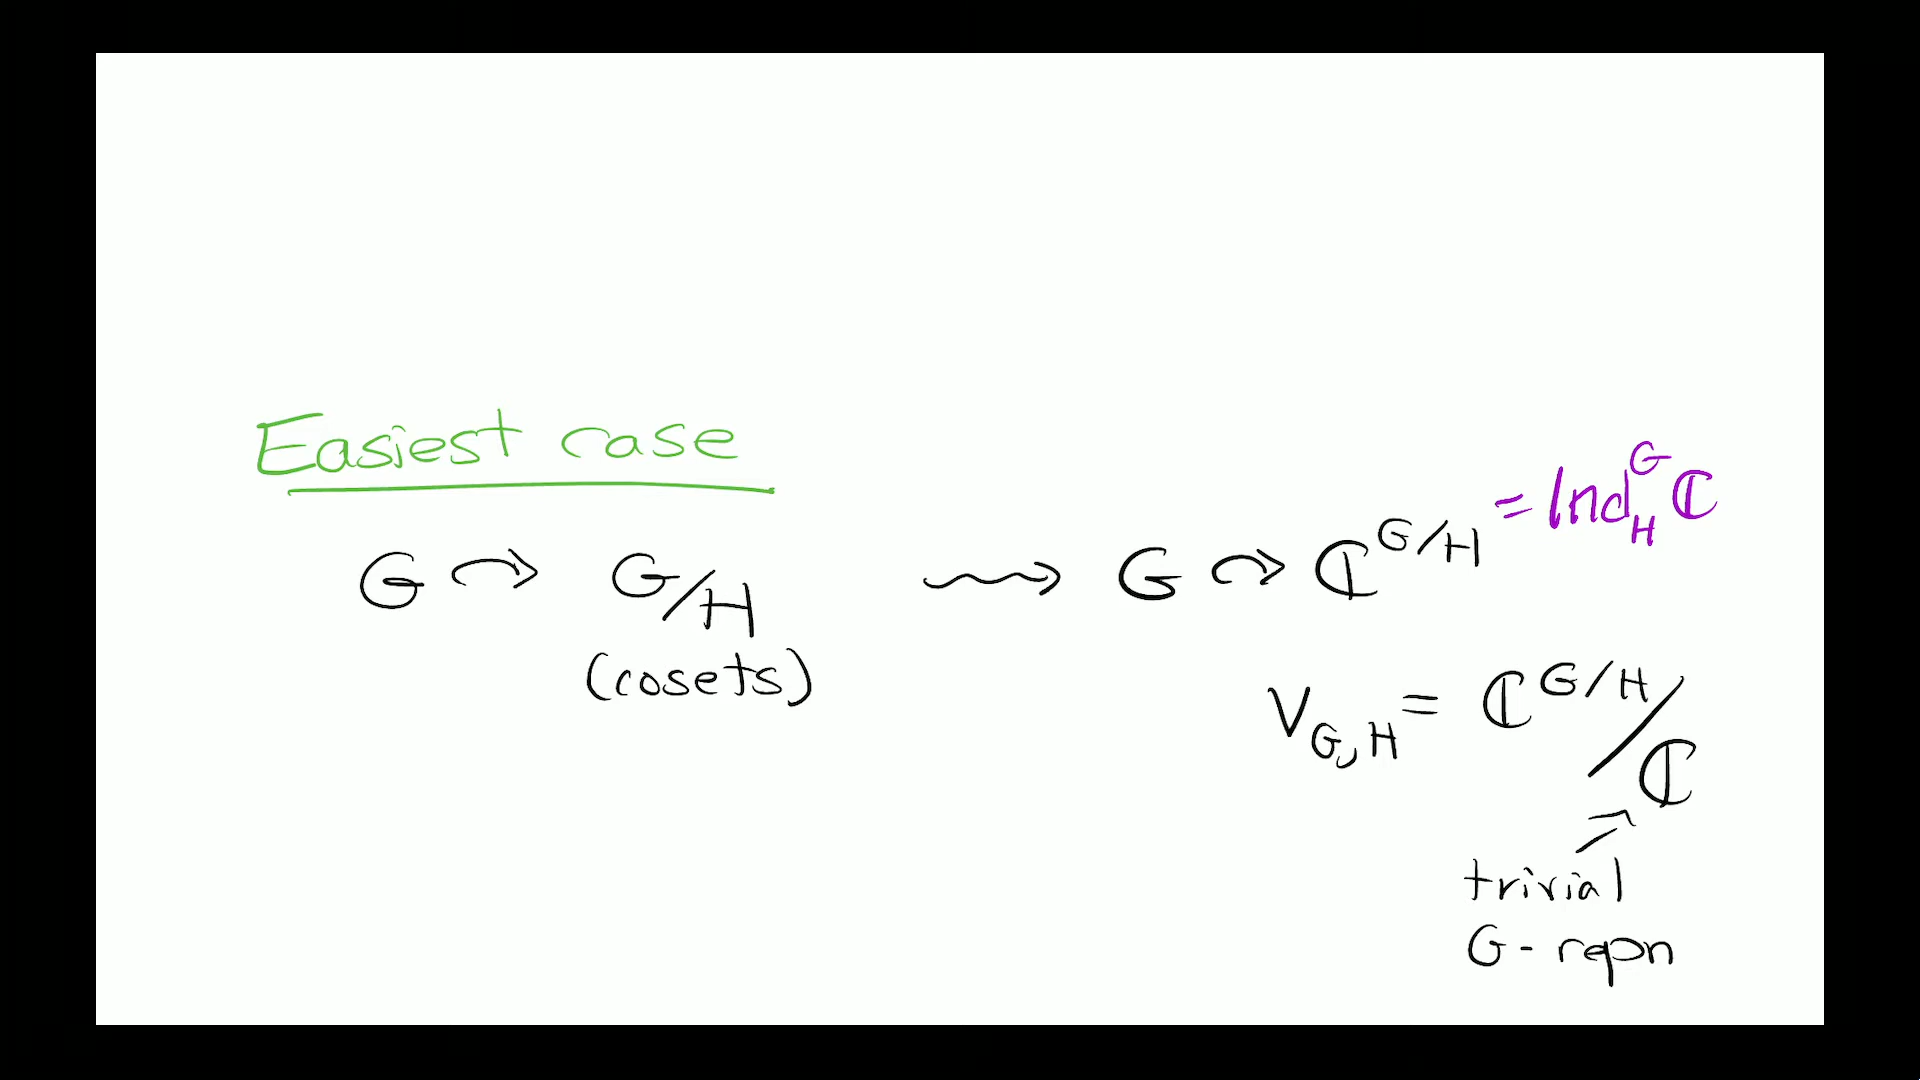 Easiest case
G ↷ G/H ⇝ G ↷ ℂ^{G/H} = Ind_H^G ℂ
(cosets)
V_{G,H} = ℂ^{G/H}/ℂ
trivial
G-repn